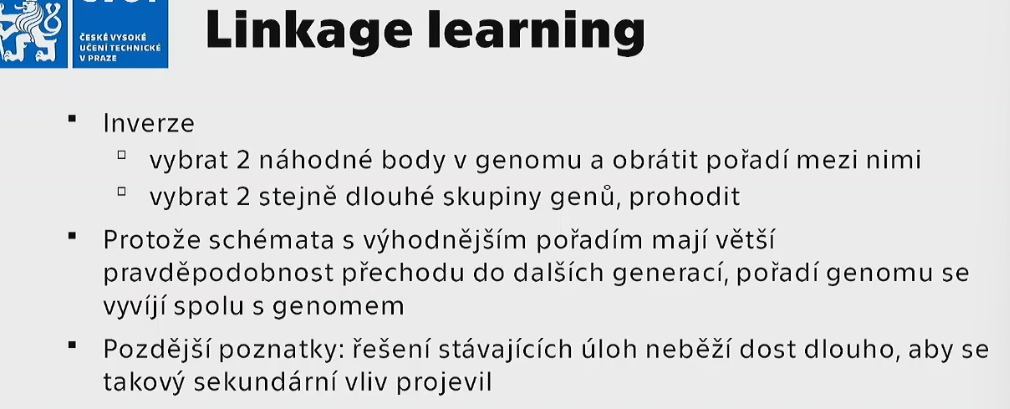 ČESKÉ VYSOKÉ
UČENÍ TECHNICKÉ
V PRAZE
Linkage learning
Inverze
vybrat 2 náhodné body v genomu a obrátit pořadí mezi nimi
vybrat 2 stejně dlouhé skupiny genů, prohodit
Protože schémata s výhodnějším pořadím mají větší
pravděpodobnost přechodu do dalších generací, pořadí genomu se
vyvíjí spolu s genomem
Pozdější poznatky: řešení stávajících úloh neběží dost dlouho, aby se
takový sekundární vliv projevil